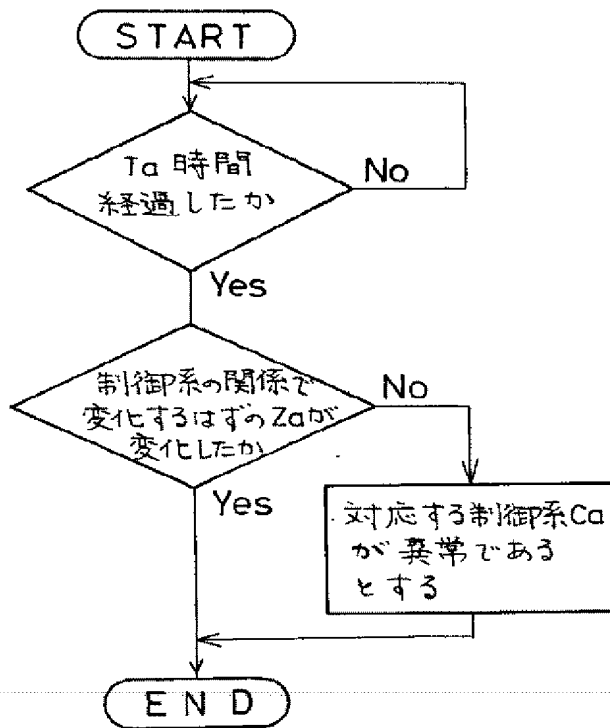 START
Ta 時間
経過したか
No
Yes
制御系の関係で
変化するはずのZaが
変化したか
No
Yes
対応する制御系Ca
が異常である
とする
END